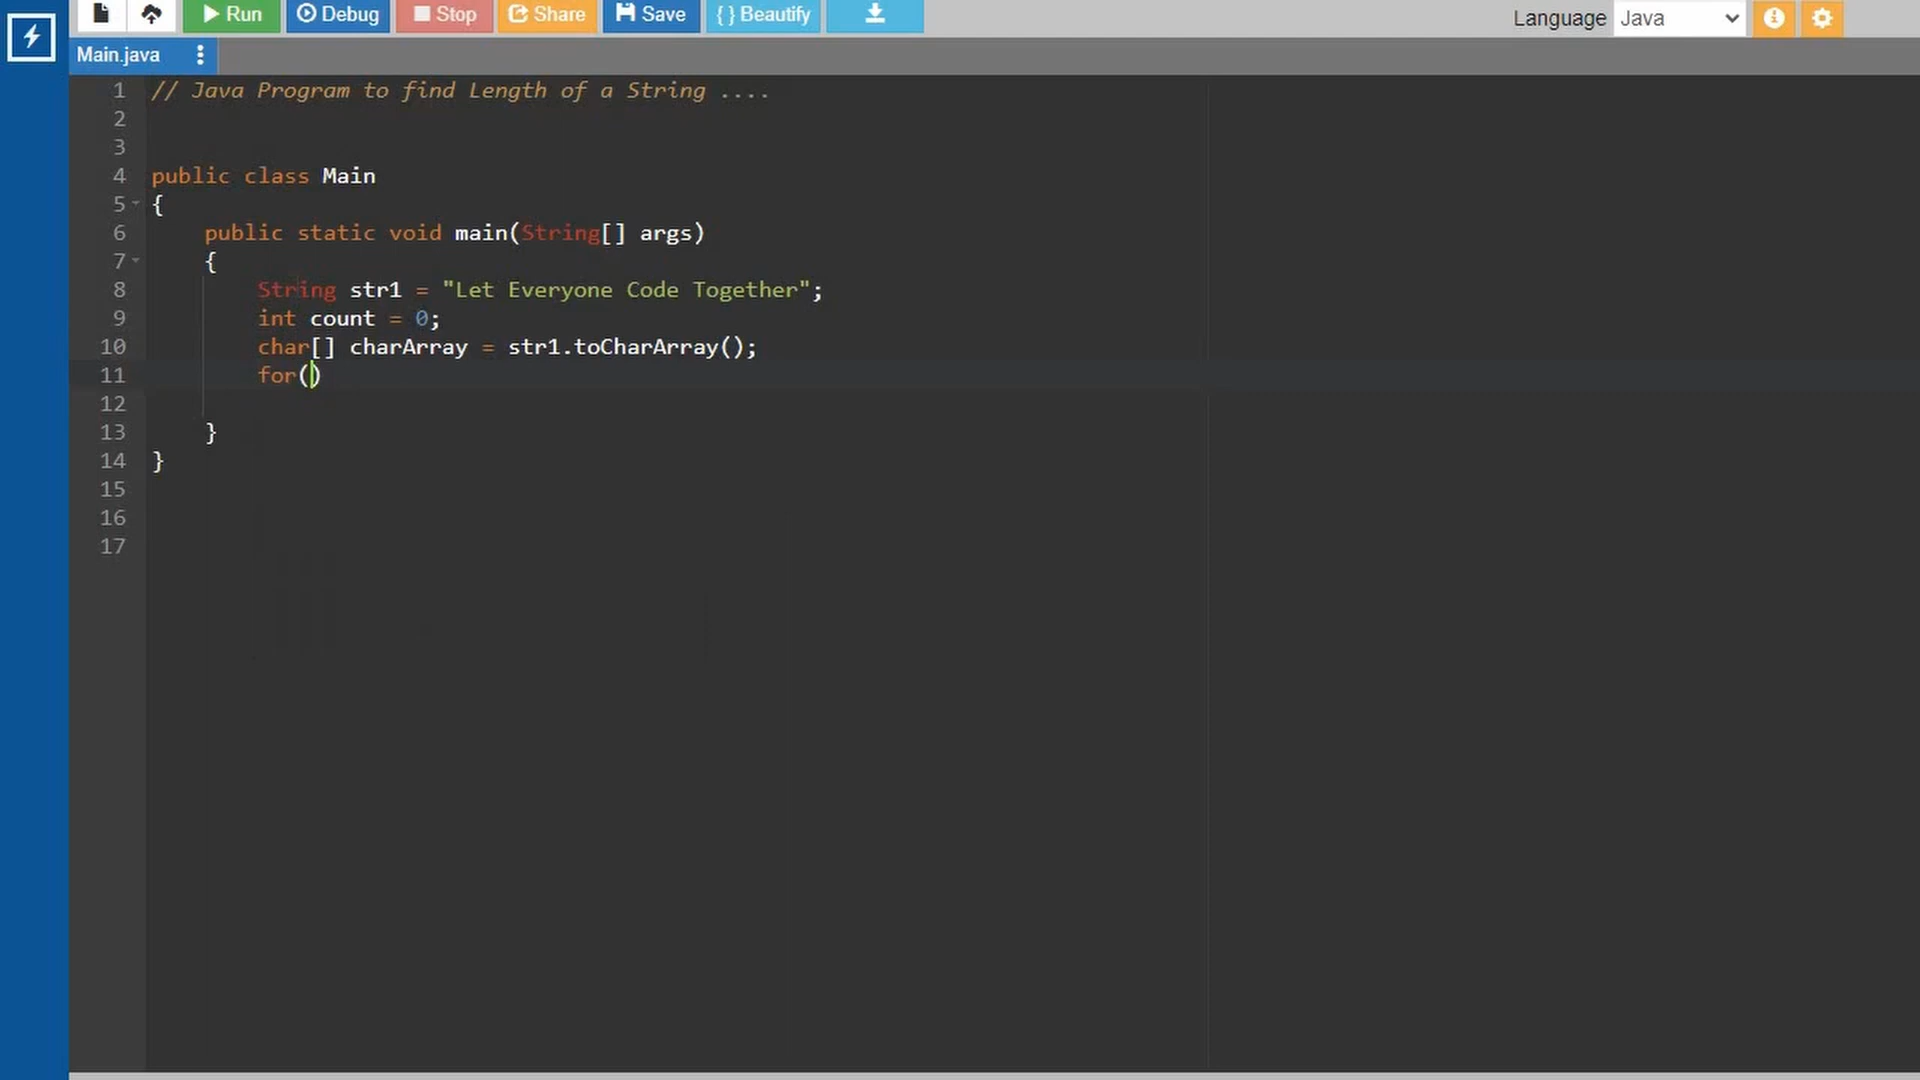 Run Debug Stop Share Save { } Beautify Language Java
Main.java
1 // Java Program to find Length of a String ....
2
3
4 public class Main
5 {
6 public static void main(String[] args)
7 {
8 String str1 = "Let Everyone Code Together";
9 int count = 0;
10 char[] charArray = str1.toCharArray();
11 for()
12
13 }
14 }
15
16
17